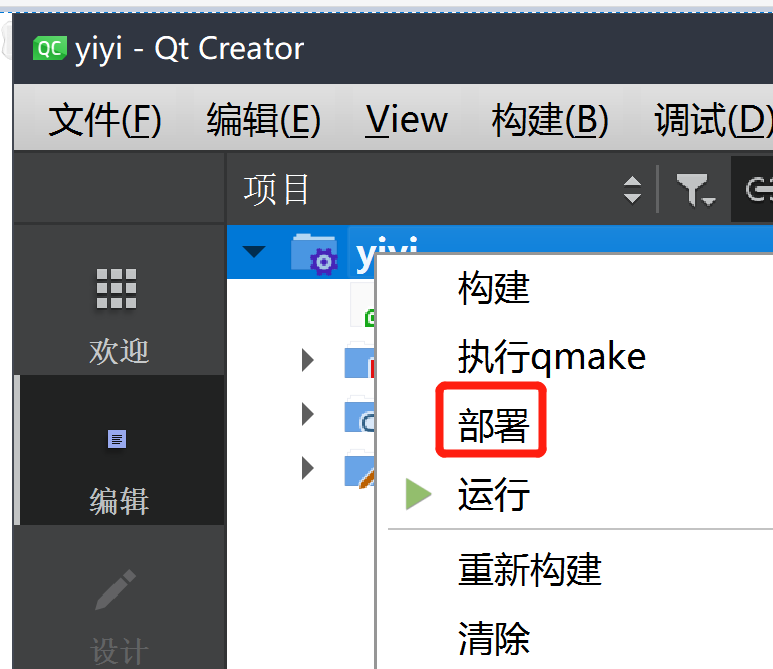 QC yiyi - Qt Creator
文件(F) 编辑(E) View 构建(B) 调试(D)
项目
yiyi
构建
执行qmake
部署
运行
重新构建
清除
欢迎
编辑
设计